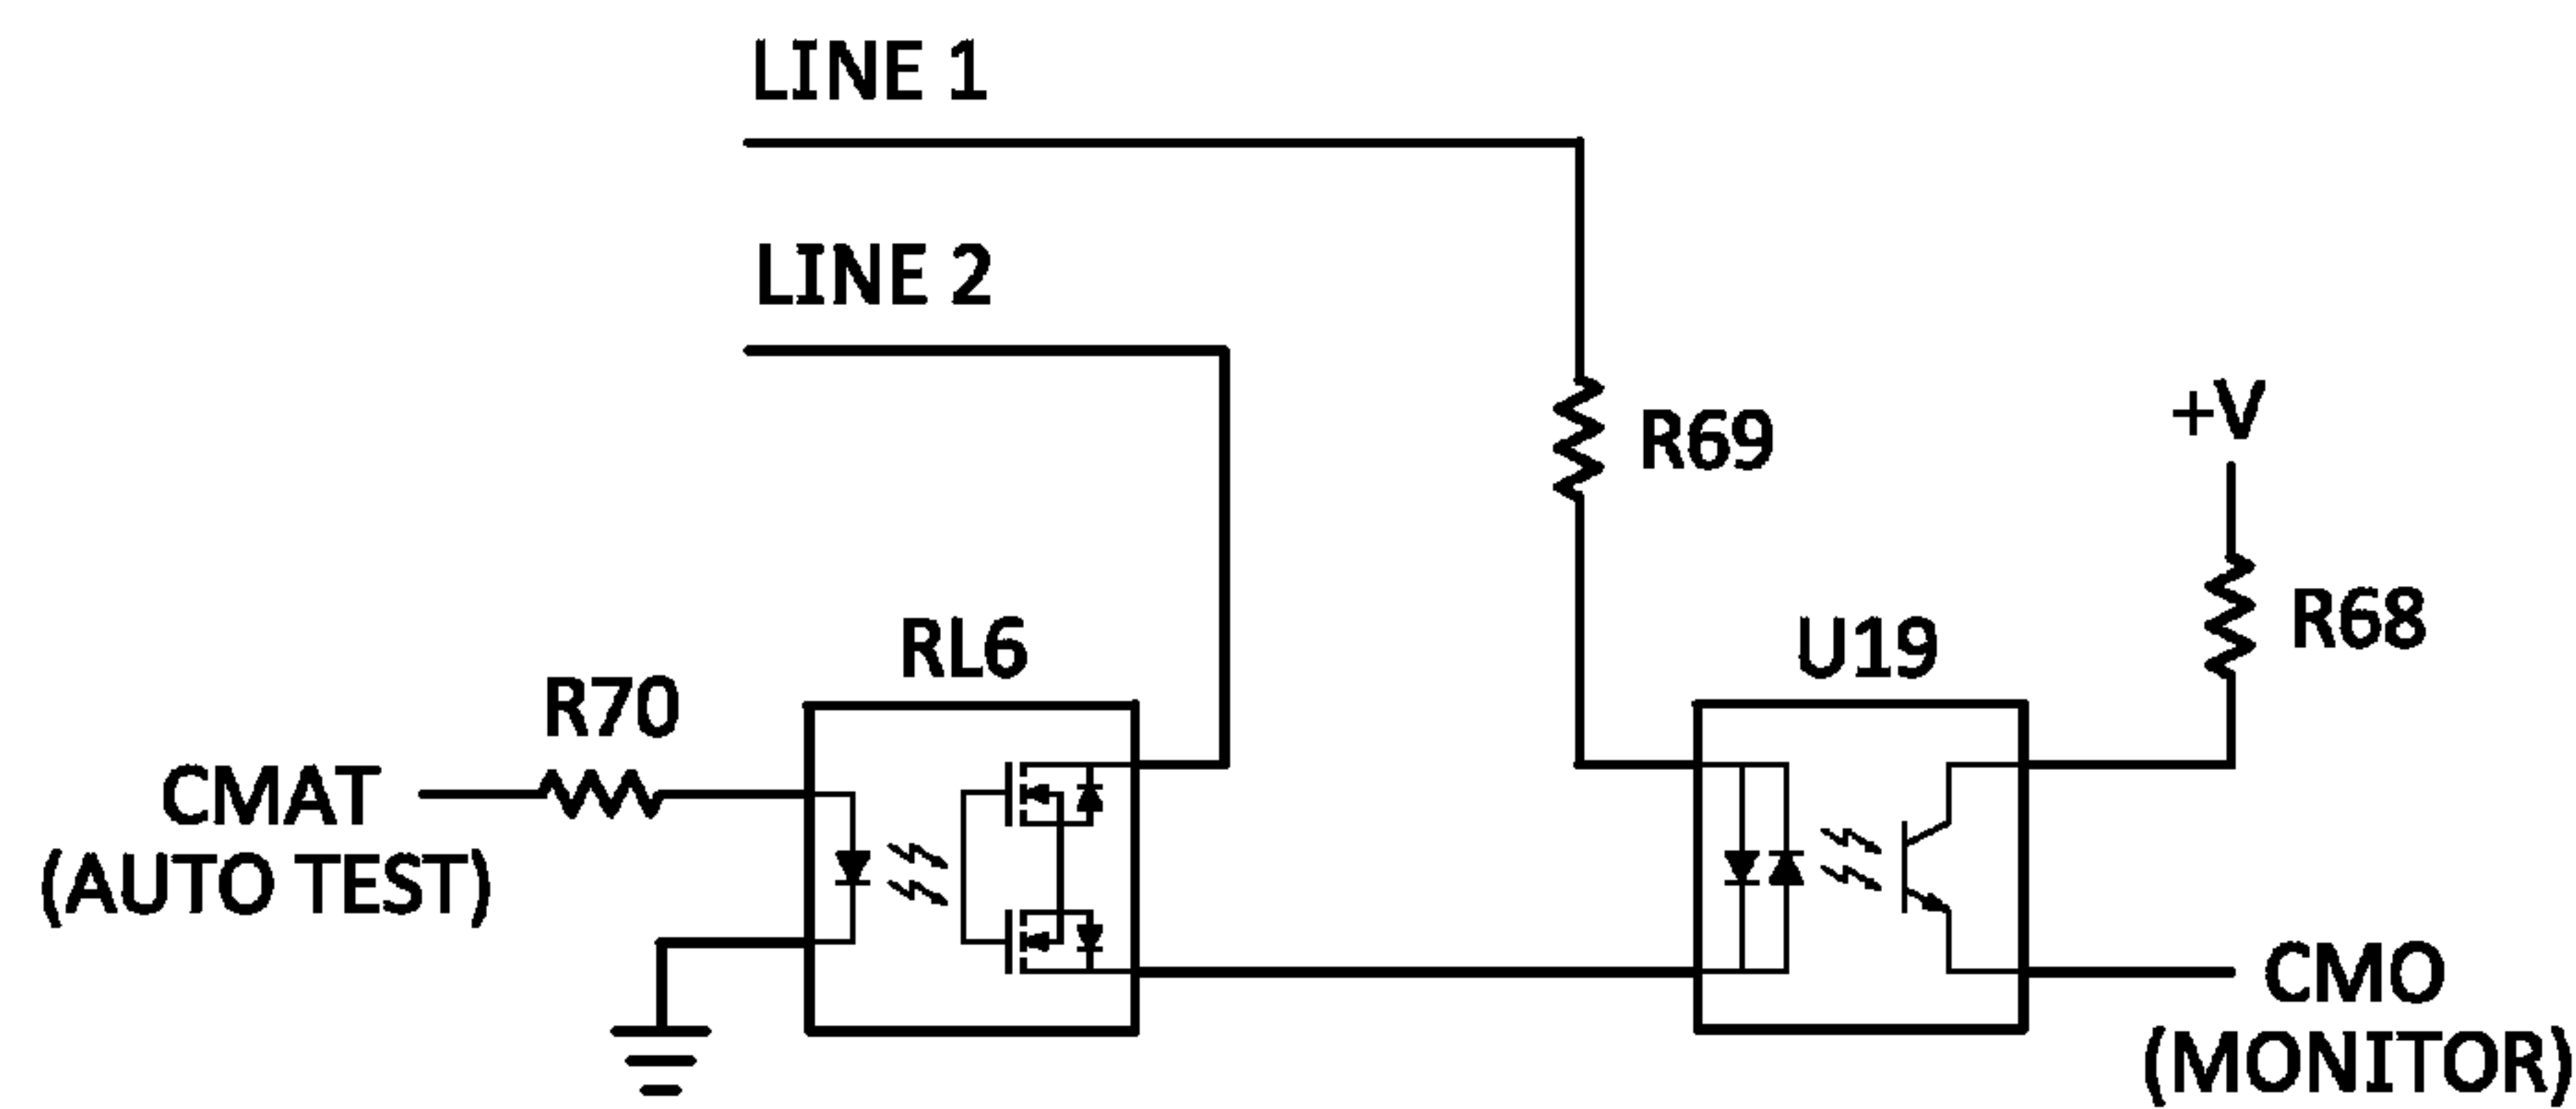 LINE 1
LINE 2
R69
+V
R68
RL6
U19
R70
CMAT
(AUTO TEST)
CMO
(MONITOR)